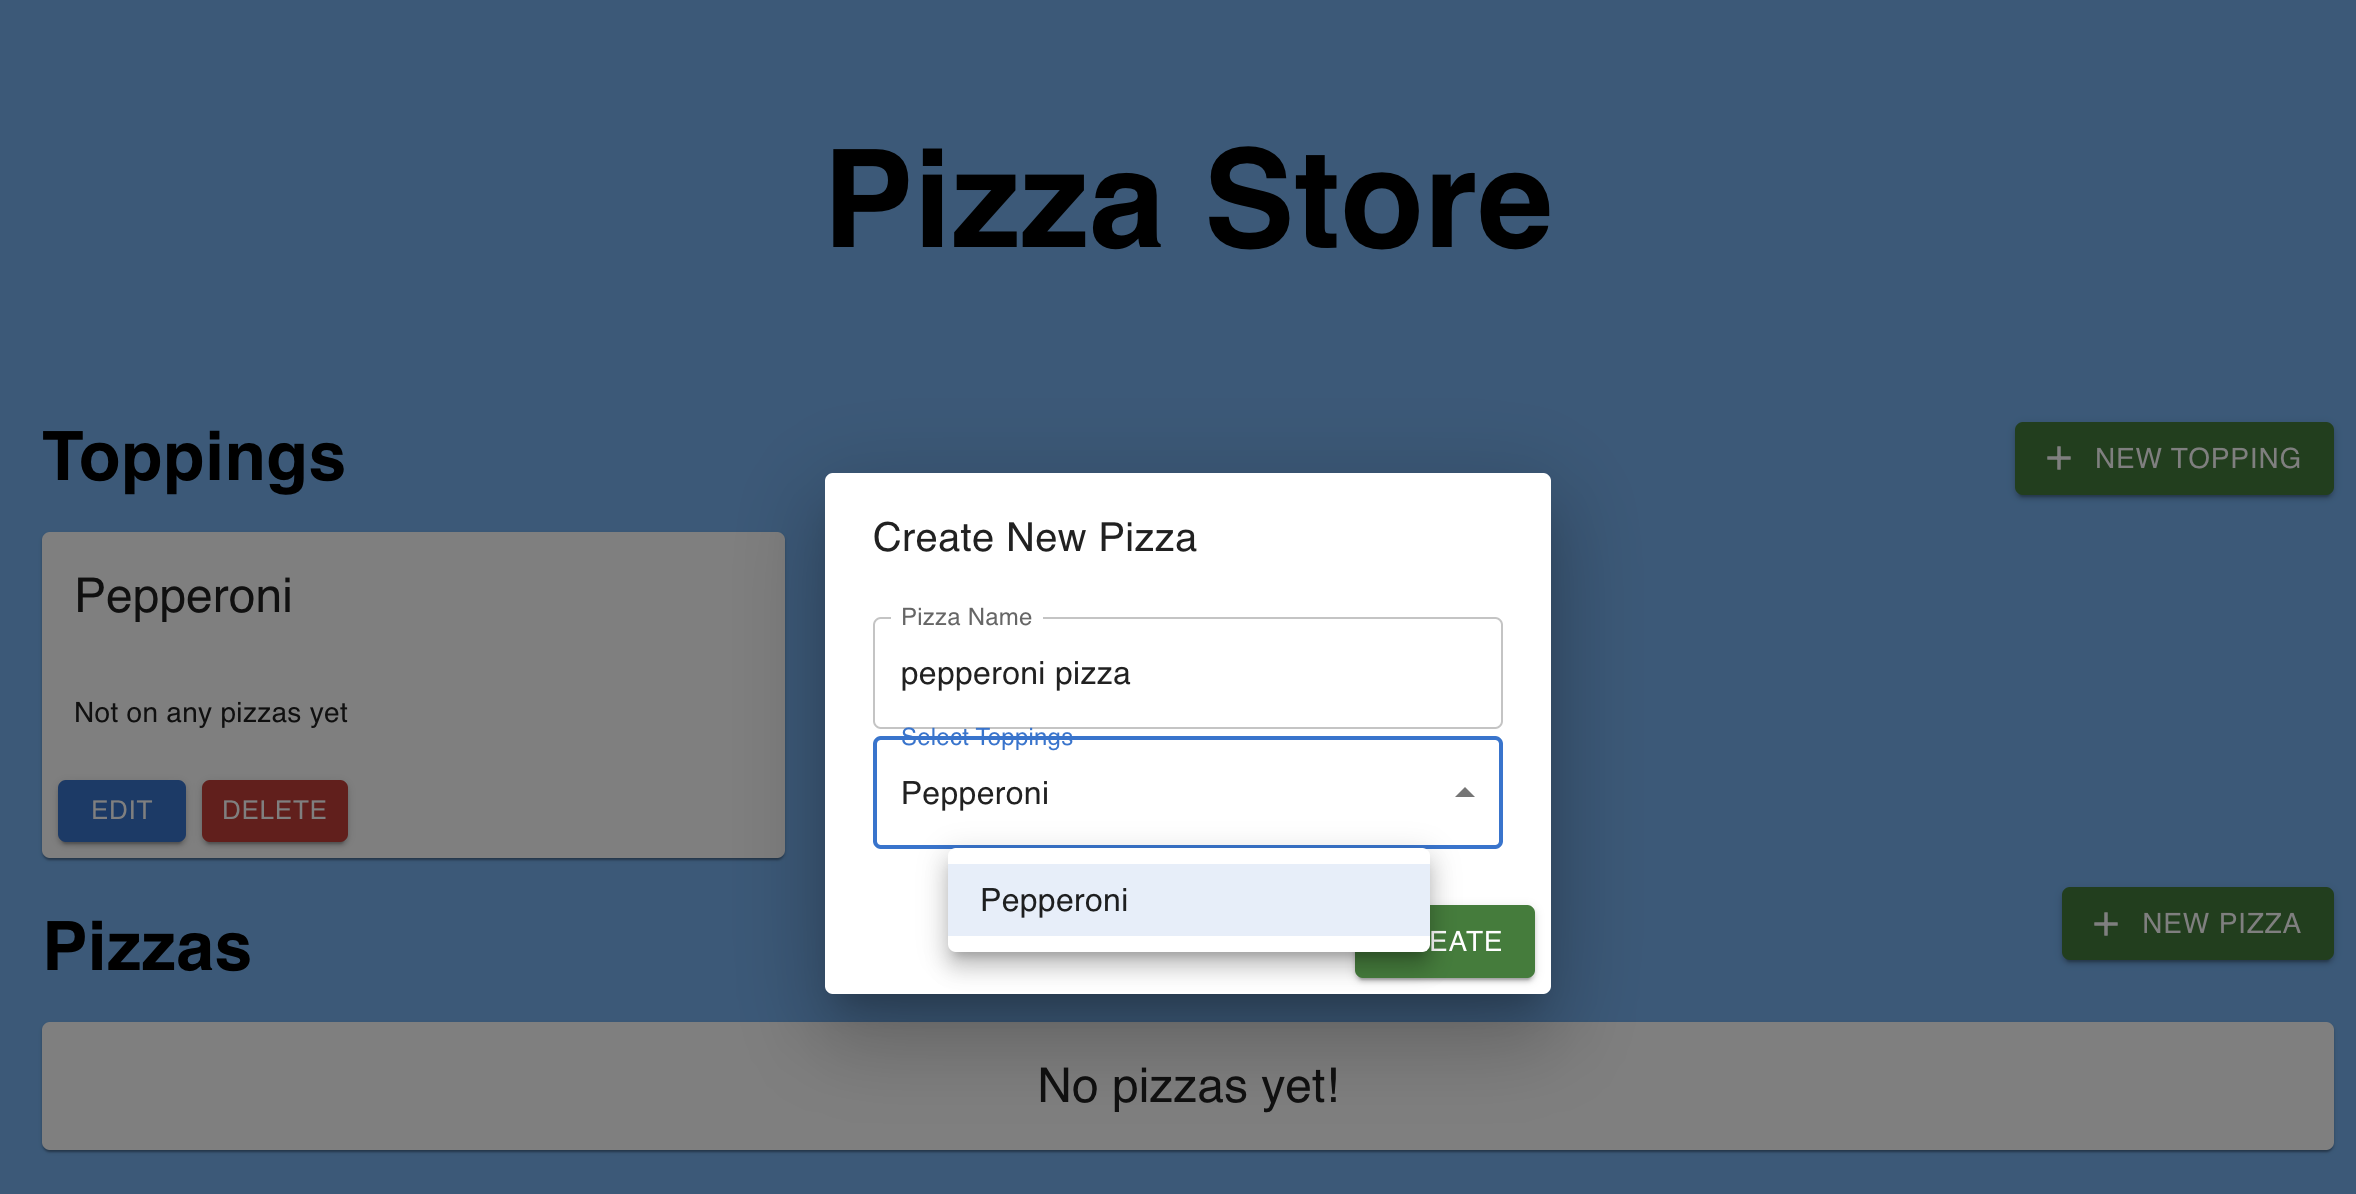 Pizza Store
Toppings
NEW TOPPING
Pepperoni
Not on any pizzas yet
EDIT
DELETE
Create New Pizza
Pizza Name
pepperoni pizza
Select Toppings
Pepperoni
Pepperoni
EATE
Pizzas
NEW PIZZA
No pizzas yet!